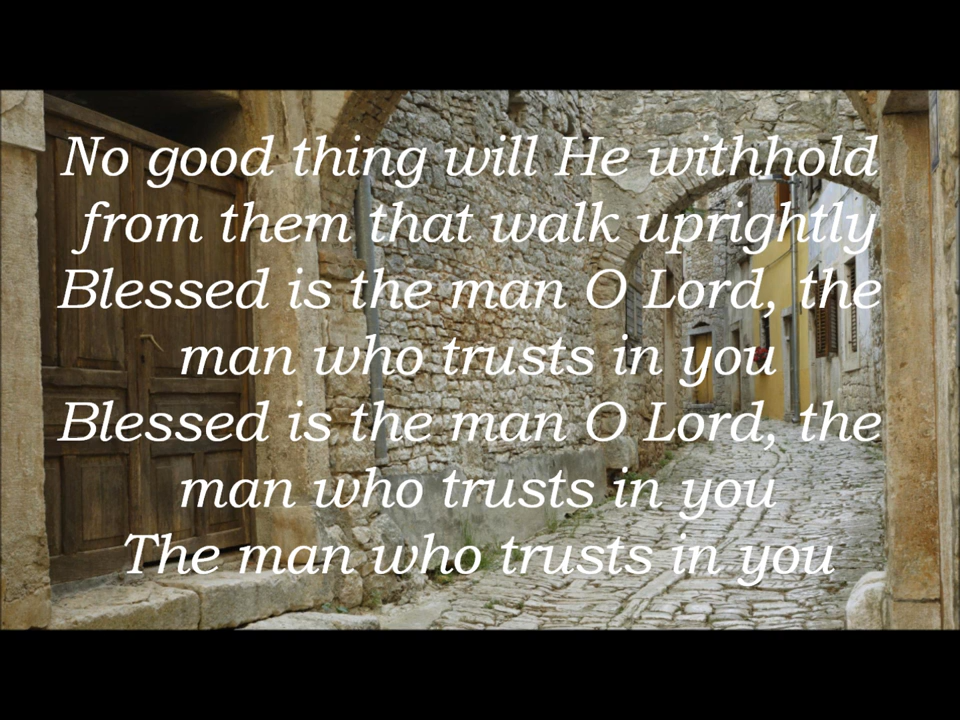 No good thing will He withhold
from them that walk uprightly
Blessed is the man O Lord, the
man who trusts in you
Blessed is the man O Lord, the
man who trusts in you
The man who trusts in you